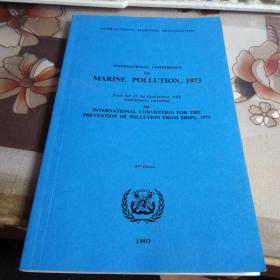 INTERNATIONAL MARITIME ORGANIZATION
INTERNATIONAL CONFERENCE
ON
MARINE POLLUTION, 1973
Final Act of the Conference, with
attachments, including
the
INTERNATIONAL CONVENTION FOR THE
PREVENTION OF POLLUTION FROM SHIPS, 1973
Edition
IMO